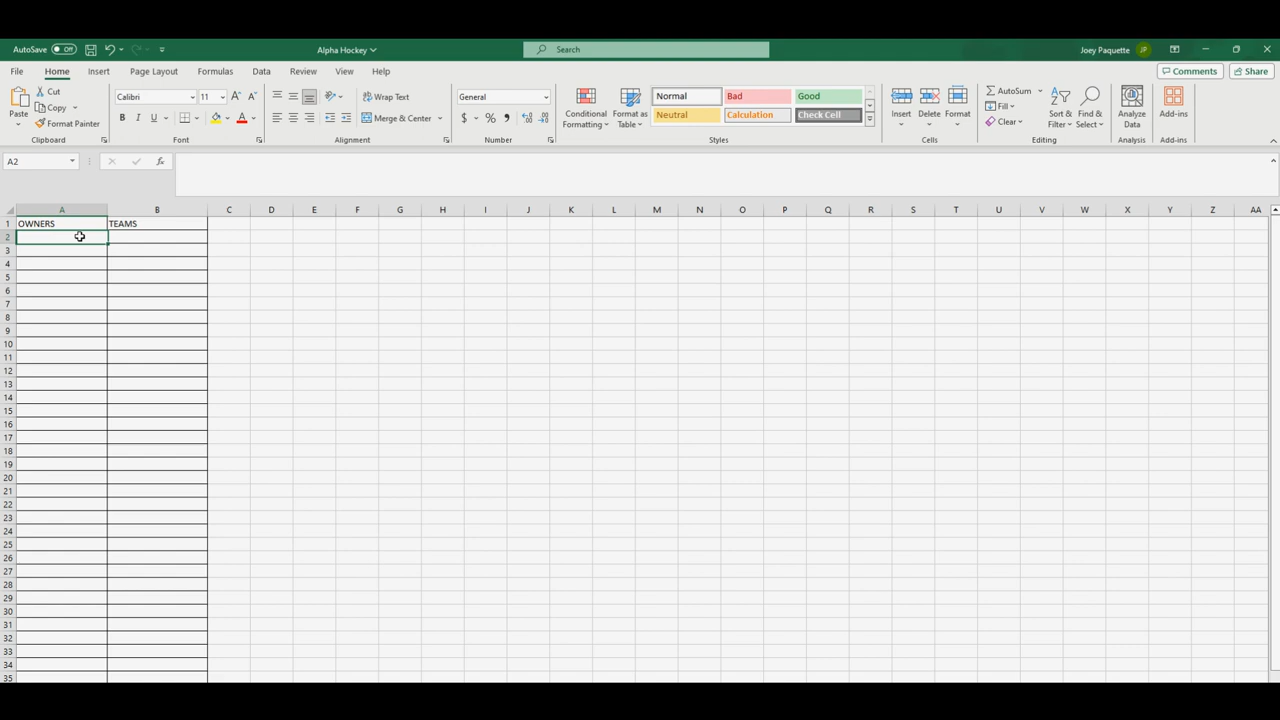 AutoSave Off Alpha Hockey Search Joey Paquette JP
File Home Insert Page Layout Formulas Data Review View Help Comments Share
Paste Cut Copy Format Painter Clipboard
Calibri 11 A A B I U A Font
Wrap Text Merge & Center Alignment
General $ % , Number
Conditional Formatting Format as Table Normal Bad Good Neutral Calculation Check Cell Styles
Insert Delete Format Cells
AutoSum Fill Clear Sort & Filter Find & Select Editing
Analyze Data Analysis
Add-ins Add-ins
A2 fx
A B C D E F G H I J K L M N O P Q R S T U V W X Y Z AA
1 OWNERS TEAMS
2
3
4
5
6
7
8
9
10
11
12
13
14
15
16
17
18
19
20
21
22
23
24
25
26
27
28
29
30
31
32
33
34
35